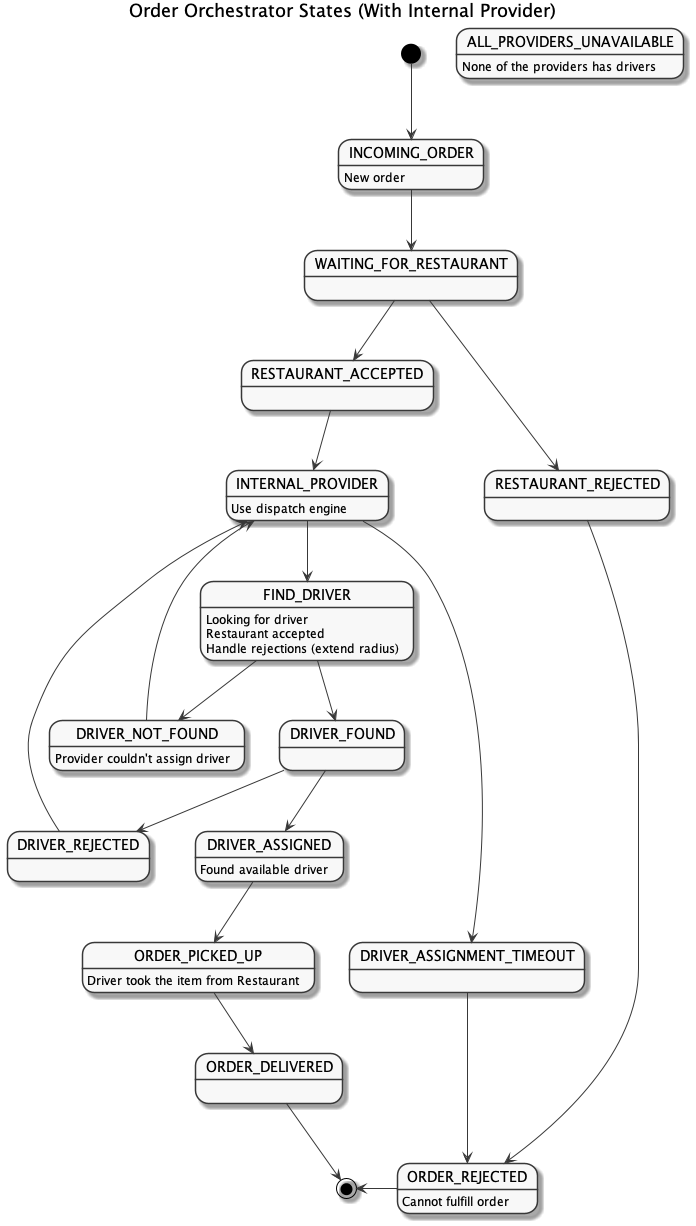 Order Orchestrator States (With Internal Provider)
ALL_PROVIDERS_UNAVAILABLE
None of the providers has drivers
INCOMING_ORDER
New order
WAITING_FOR_RESTAURANT
RESTAURANT_ACCEPTED
INTERNAL_PROVIDER
Use dispatch engine
RESTAURANT_REJECTED
FIND_DRIVER
Looking for driver
Restaurant accepted
Handle rejections (extend radius)
DRIVER_NOT_FOUND
Provider couldn't assign driver
DRIVER_FOUND
DRIVER_REJECTED
DRIVER_ASSIGNED
Found available driver
ORDER_PICKED_UP
Driver took the item from Restaurant
DRIVER_ASSIGNMENT_TIMEOUT
ORDER_DELIVERED
ORDER_REJECTED
Cannot fulfill order